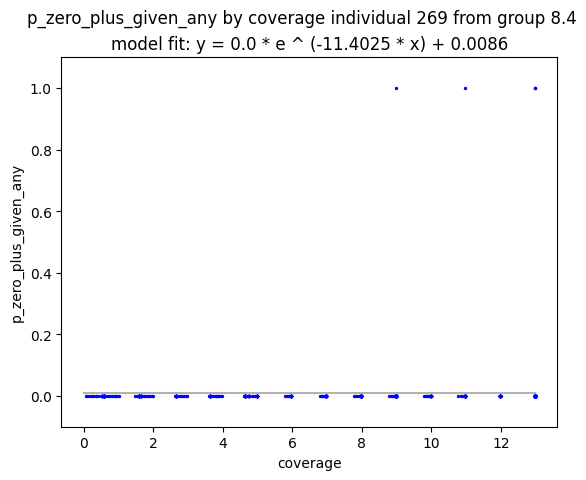 p_zero_plus_given_any by coverage individual 269 from group 8.4
model fit: y = 0.0 * e ^ (-11.4025 * x) + 0.0086
1.0
0.8
0.6
0.4
0.2
0.0
p_zero_plus_given_any
0 2 4 6 8 10 12
coverage